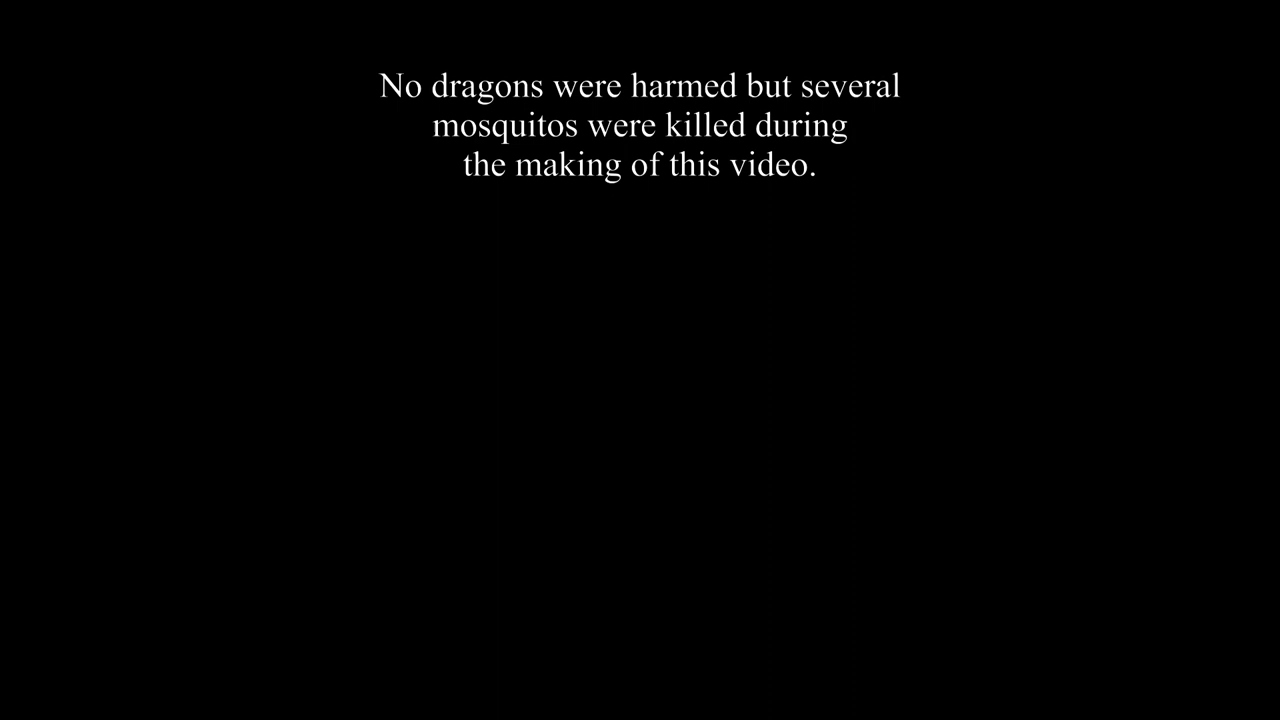 No dragons were harmed but several
mosquitos were killed during
the making of this video.